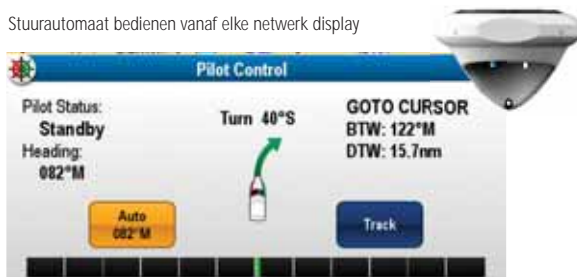 Stuurautomaat bedienen vanaf elke netwerk display
Pilot Control
Pilot Status:
Standby
Heading:
082°M
Turn 40°S
GOTO CURSOR
BTW: 122°M
DTW: 15.7nm
Auto
082°M
Track